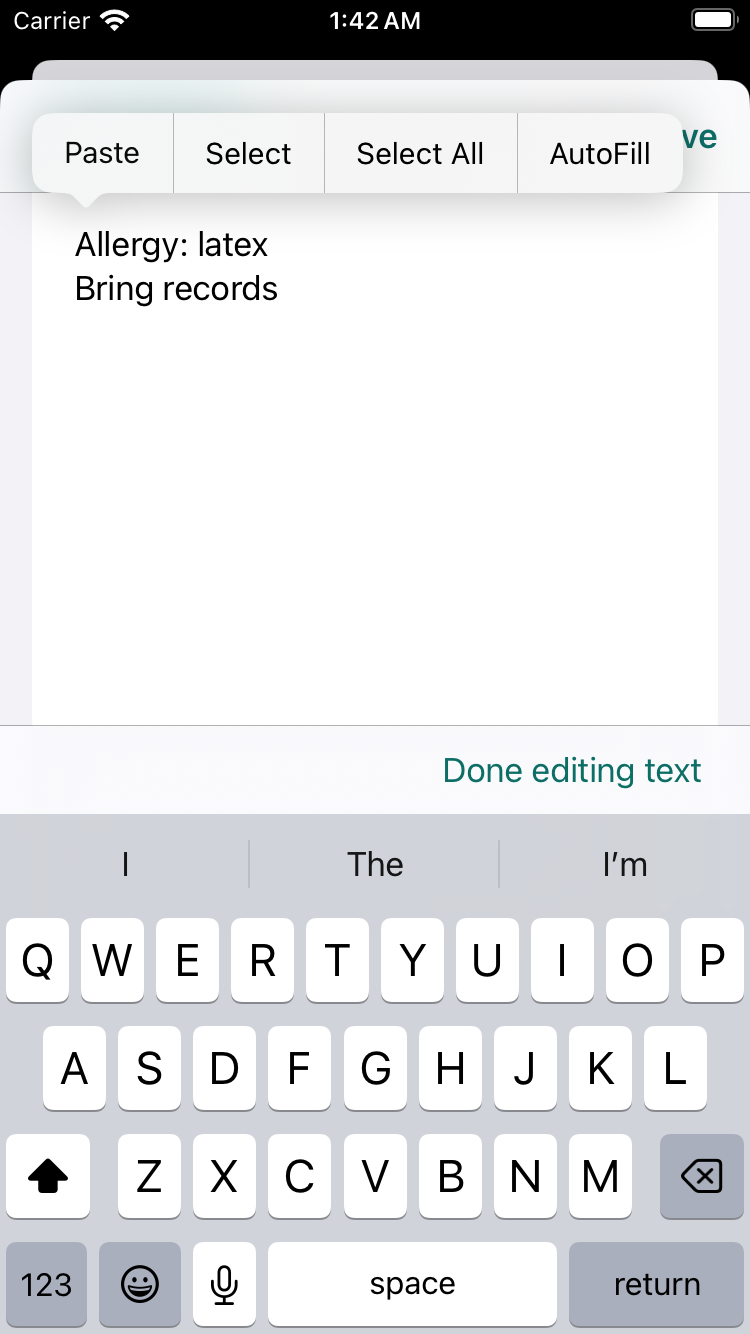 Carrier 1:42 AM
Paste Select Select All AutoFill
Allergy: latex
Bring records
Done editing text
I The I’m
Q W E R T Y U I O P
A S D F G H J K L
Z X C V B N M
123 space return